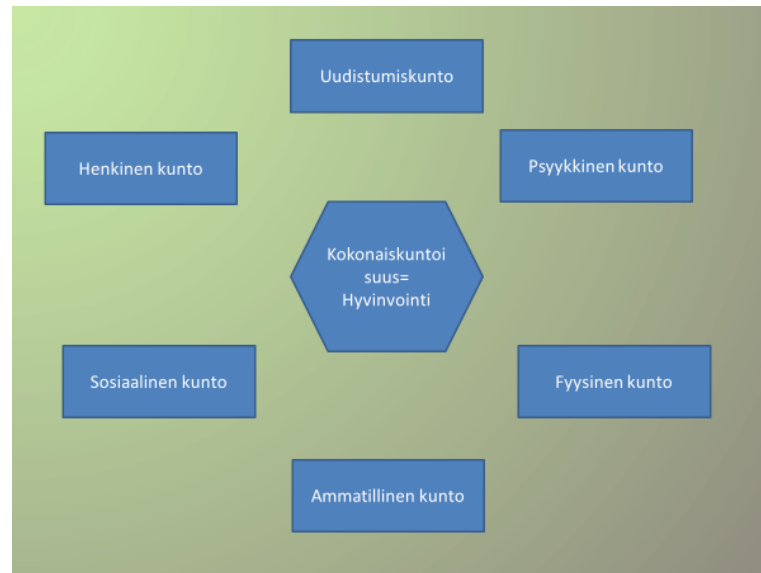 Uudistumiskunto
Henkinen kunto
Psyykkinen kunto
Kokonaiskuntoi
suus=
Hyvinvointi
Sosiaalinen kunto
Fyysinen kunto
Ammatillinen kunto